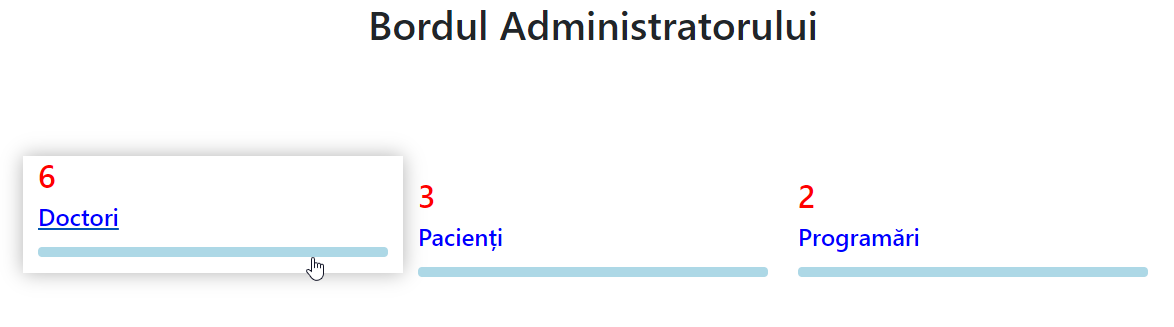 Bordul Administratorului
6
Doctori
3
Pacienți
2
Programări